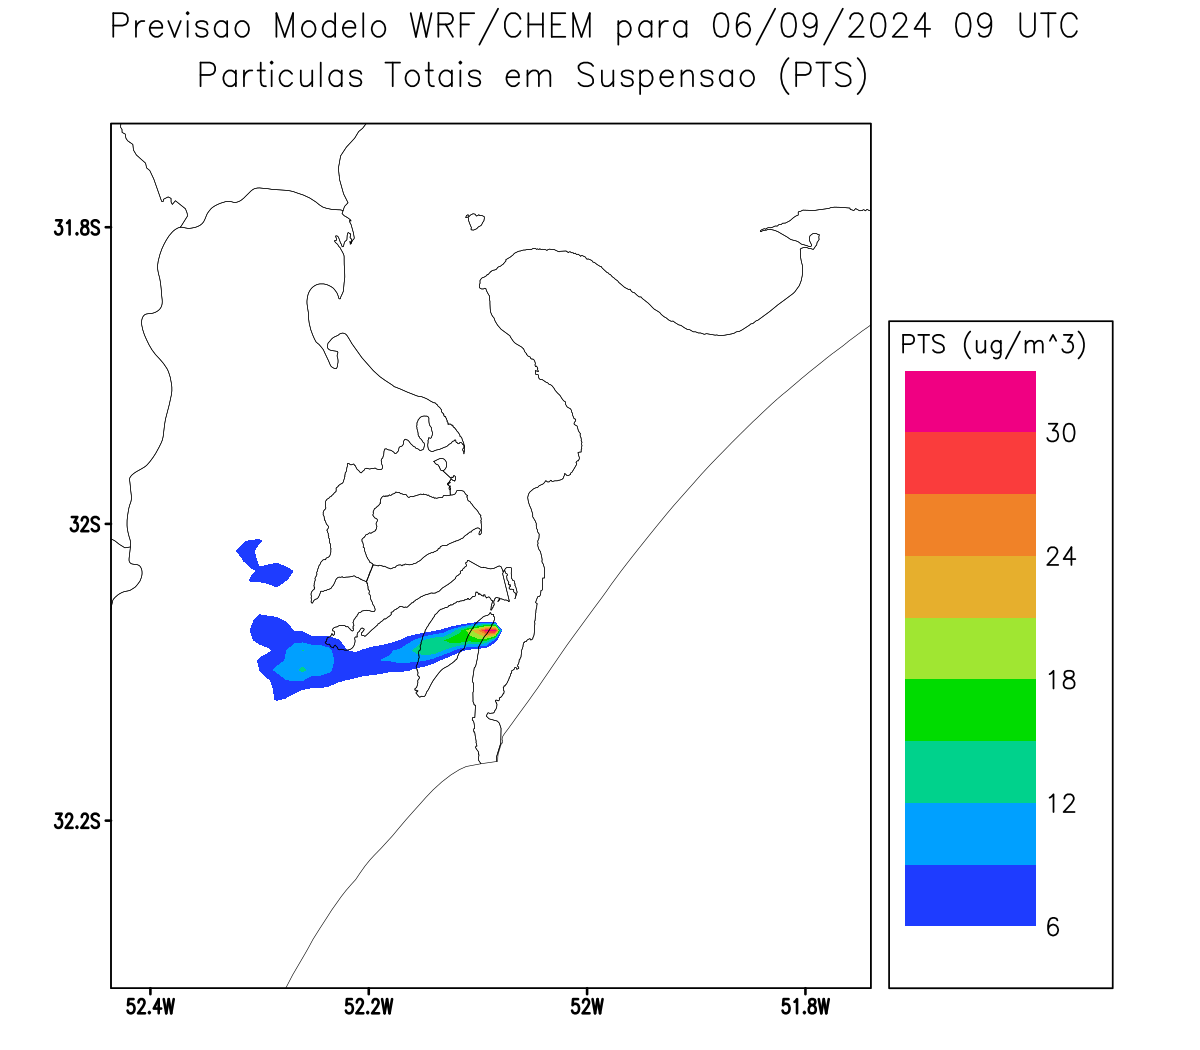 Previsao Modelo WRF/CHEM para 06/09/2024 09 UTC
Particulas Totais em Suspensao (PTS)
31.8S
32S
32.2S
52.4W
52.2W
52W
51.8W
PTS (ug/m^3)
30
24
18
12
6